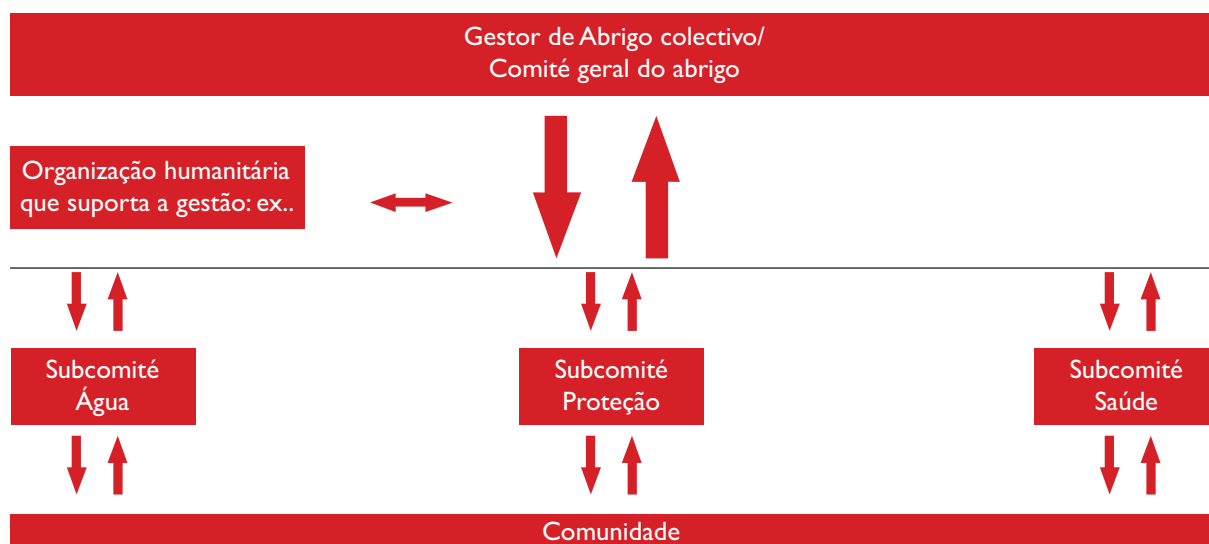 Gestor de Abrigo colectivo/
Comité geral do abrigo
Organização humanitária
que suporta a gestão: ex..
Subcomité
Água
Subcomité
Proteção
Subcomité
Saúde
Comunidade